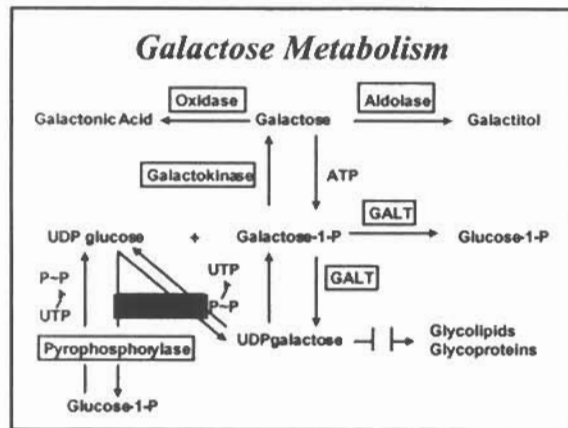 Galactose Metabolism
Oxidase
Aldolase
Galactonic Acid
Galactose
Galactitol
Galactokinase
ATP
GALT
UDP glucose
+
Galactose-1-P
Glucose-1-P
P~P
UTP
UTP
P~P
GALT
UDPgalactose
Glycolipids
Glycoproteins
Pyrophosphorylase
Glucose-1-P